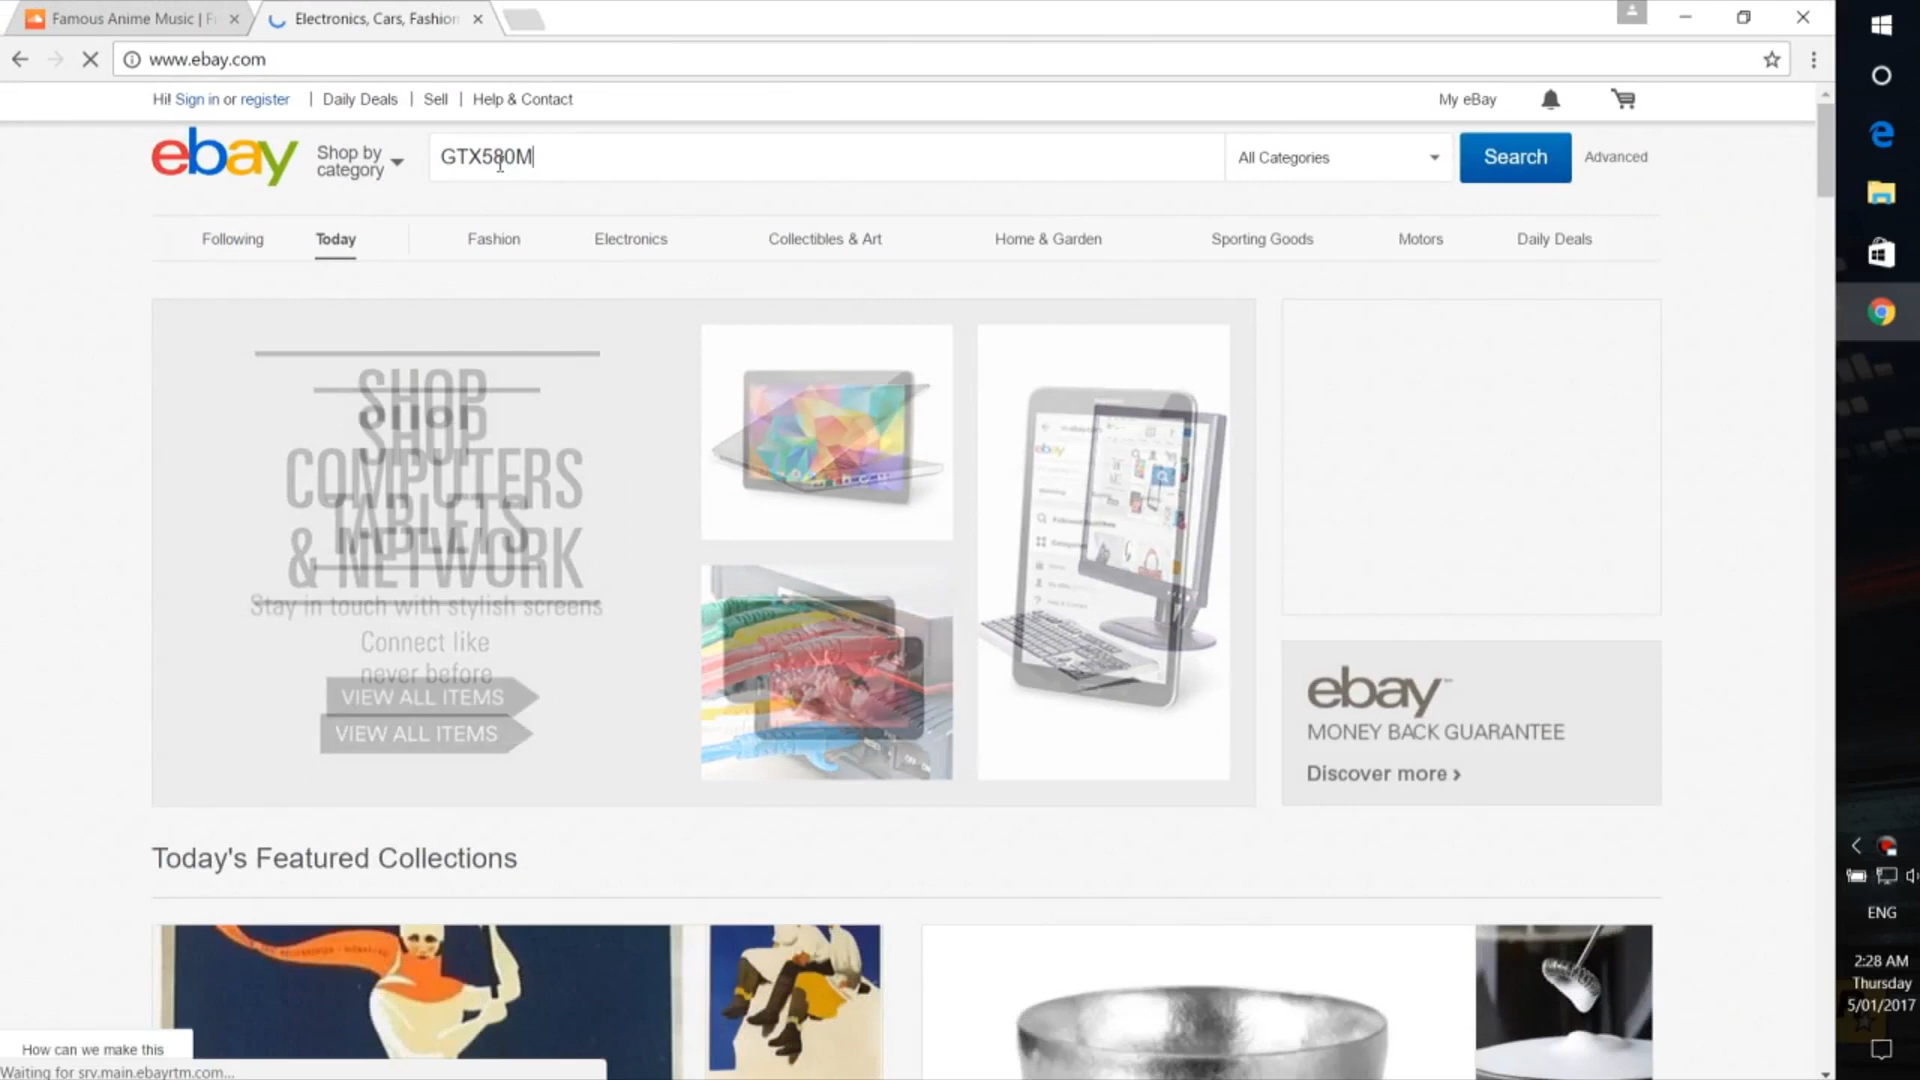 Famous Anime Music | F
Electronics, Cars, Fashion
www.ebay.com
Hi! Sign in or register | Daily Deals | Sell | Help & Contact
My eBay
ebay
Shop by
category
GTX580M
All Categories
Search
Advanced
Following
Today
Fashion
Electronics
Collectibles & Art
Home & Garden
Sporting Goods
Motors
Daily Deals
SHOP
SHOP
COMPUTERS
TABLETS
& NETWORK
Stay in touch with stylish screens
Connect like
never before
VIEW ALL ITEMS
VIEW ALL ITEMS
ebay
ebay
MONEY BACK GUARANTEE
Discover more ›
Today's Featured Collections
How can we make this
Waiting for srv.main.ebayrtm.com...
ENG
2:28 AM
Thursday
5/01/2017